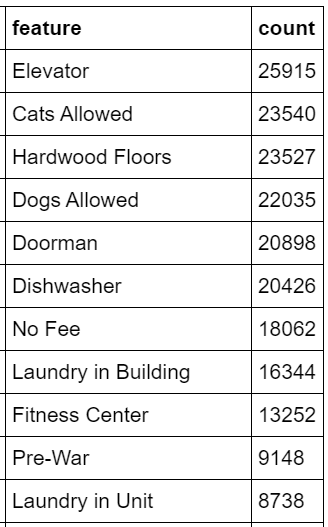 feature count
Elevator 25915
Cats Allowed 23540
Hardwood Floors 23527
Dogs Allowed 22035
Doorman 20898
Dishwasher 20426
No Fee 18062
Laundry in Building 16344
Fitness Center 13252
Pre-War 9148
Laundry in Unit 8738